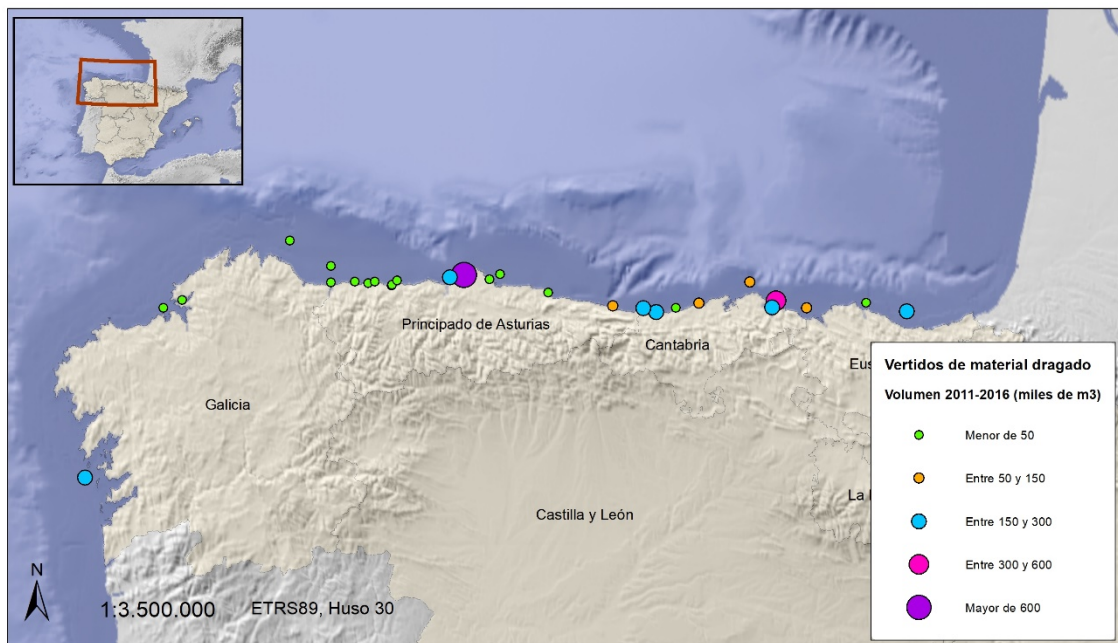 Principado de Asturias
Cantabria
Eus
Galicia
La
Castilla y León
N
1:3.500.000
ETRS89, Huso 30
Vertidos de material dragado
Volumen 2011-2016 (miles de m3)
Menor de 50
Entre 50 y 150
Entre 150 y 300
Entre 300 y 600
Mayor de 600